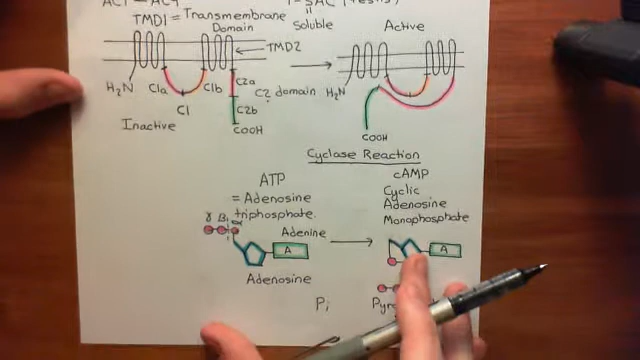 TMD1 = Transmembrane
Domain
Soluble
Active
TMD2
H₂N
C1a
C1b
C2a
C2 domain
C1
C2b
COOH
Inactive
H₂N
COOH
Cyclase Reaction
ATP
= Adenosine
triphosphate.
γ β α
Adenine
A
Adenosine
cAMP
Cyclic
Adenosine
Monophosphate
A
Pi